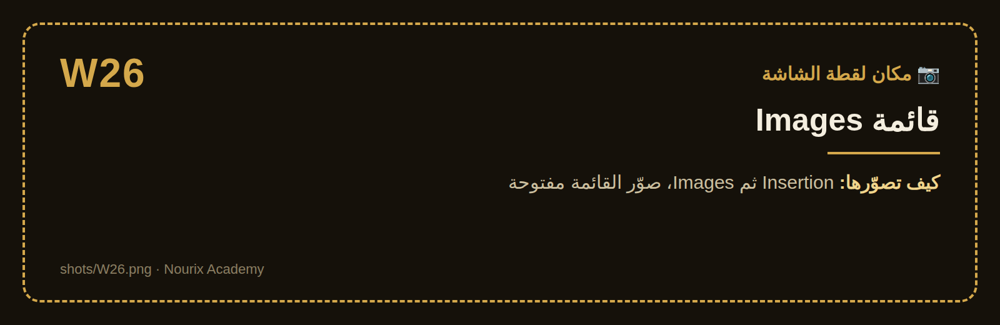 W26
📷 مكان لقطة الشاشة
قائمة Images
كيف تصوّرها: Insertion ثم Images، صوّر القائمة مفتوحة
shots/W26.png · Nourix Academy